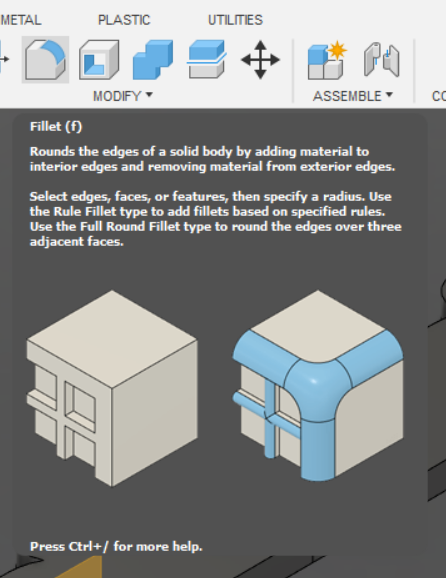 METAL PLASTIC UTILITIES
MODIFY ASSEMBLE CO
Fillet (f)
Rounds the edges of a solid body by adding material to
interior edges and removing material from exterior edges.
Select edges, faces, or features, then specify a radius. Use
the Rule Fillet type to add fillets based on specified rules.
Use the Full Round Fillet type to round the edges over three
adjacent faces.
Press Ctrl+/ for more help.